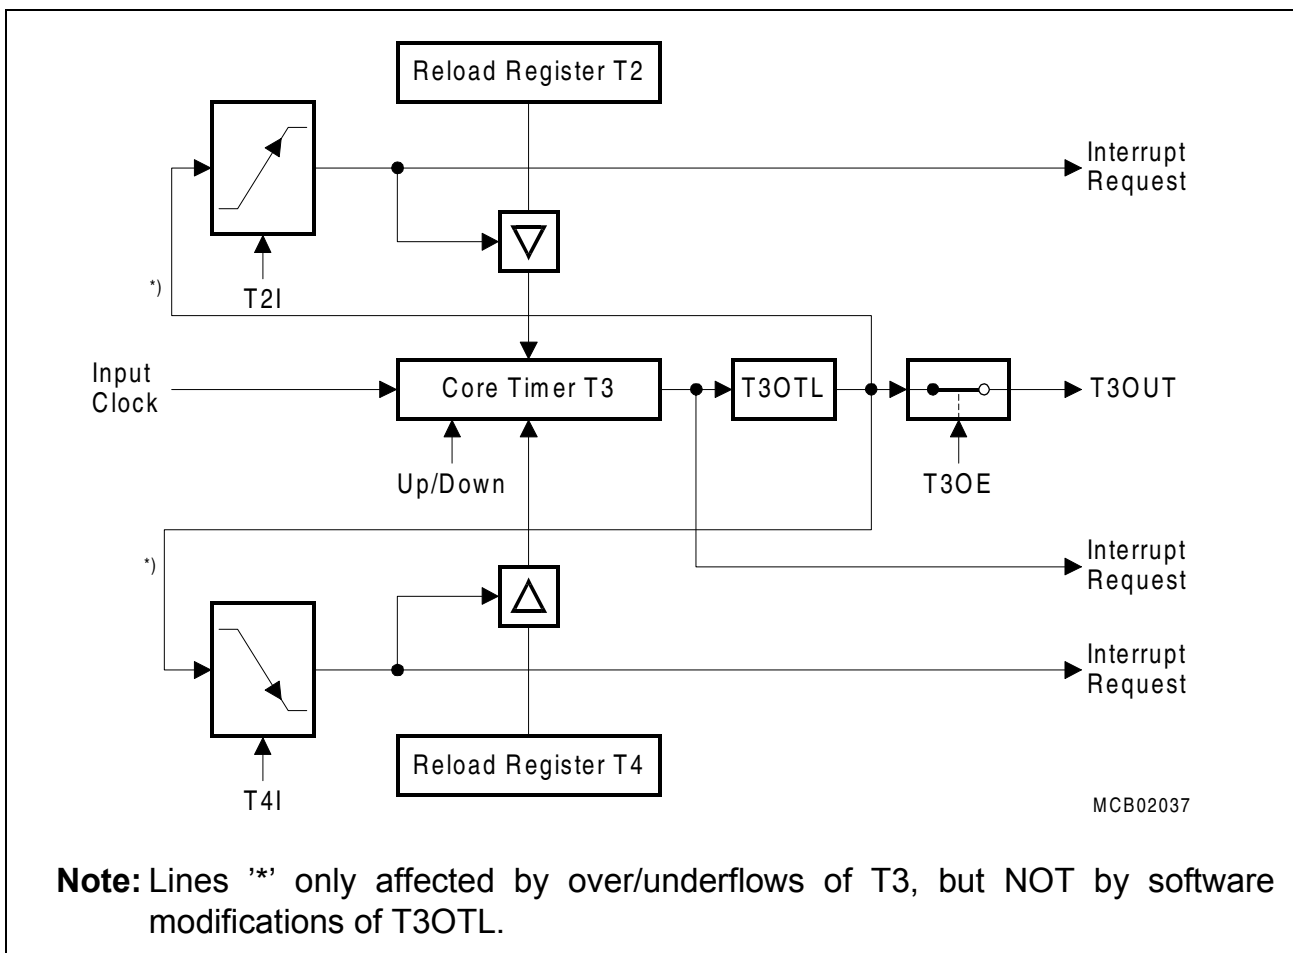 Reload Register T2
Interrupt
Request
*)
T2I
Input
Clock
Core Timer T3
T3OTL
T3OUT
Up/Down
T3OE
*)
Interrupt
Request
Interrupt
Request
Reload Register T4
T4I
MCB02037
Note: Lines ’*’ only affected by over/underflows of T3, but NOT by software
modifications of T3OTL.